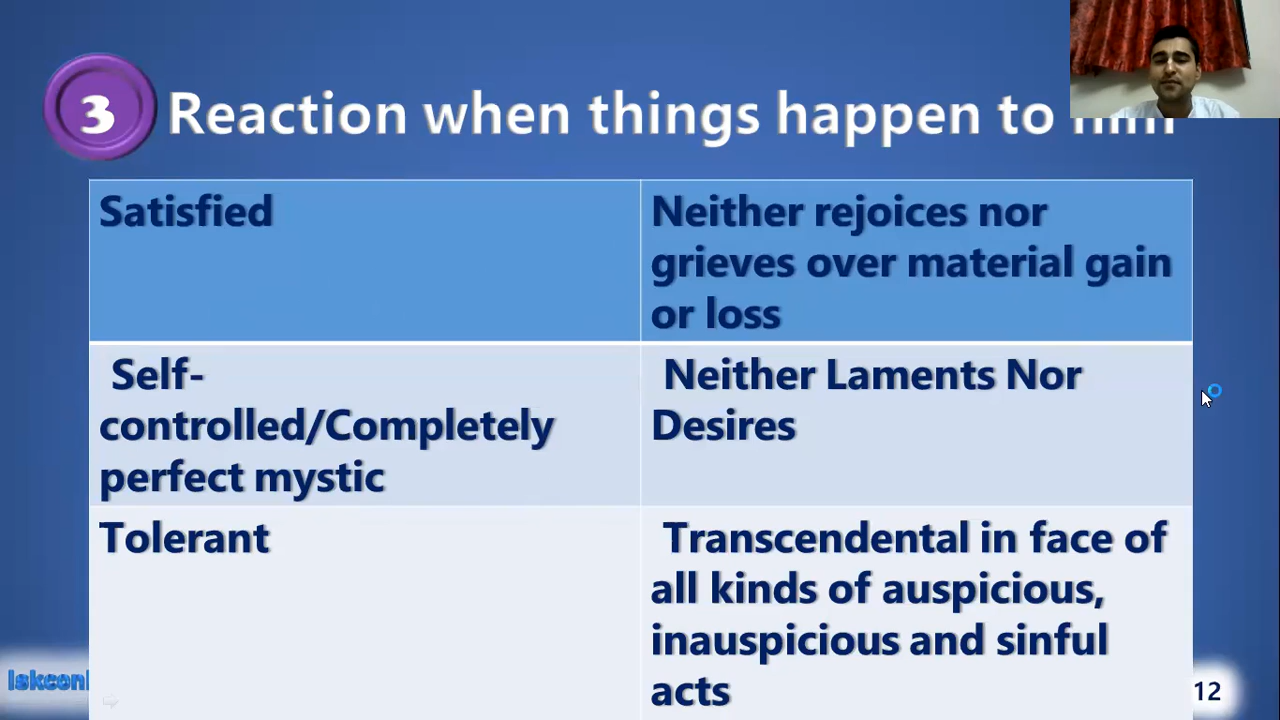 3
Reaction when things happen to him
Satisfied
Neither rejoices nor
grieves over material gain
or loss
Self-
controlled/Completely
perfect mystic
Neither Laments Nor
Desires
Tolerant
Transcendental in face of
all kinds of auspicious,
inauspicious and sinful
acts
12